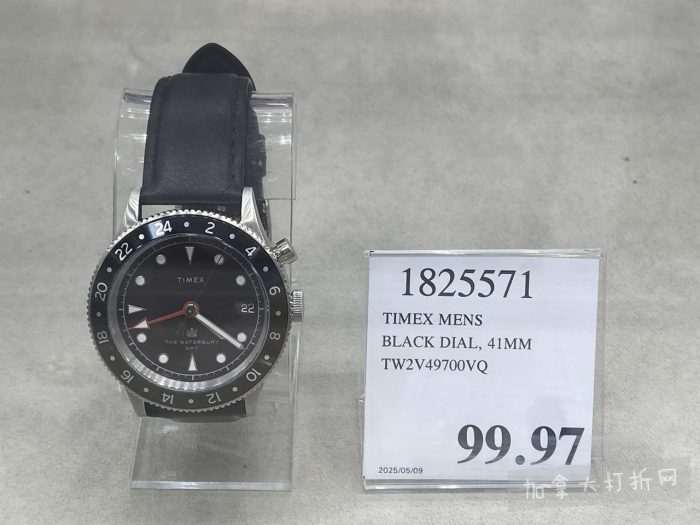 24
2
4
6
8
10
12
14
16
18
20
22
TIMEX
22
THE WATERBURY
GMT
1825571
TIMEX MENS
BLACK DIAL, 41MM
TW2V49700VQ
99.97
2025/05/09
加拿大打折网